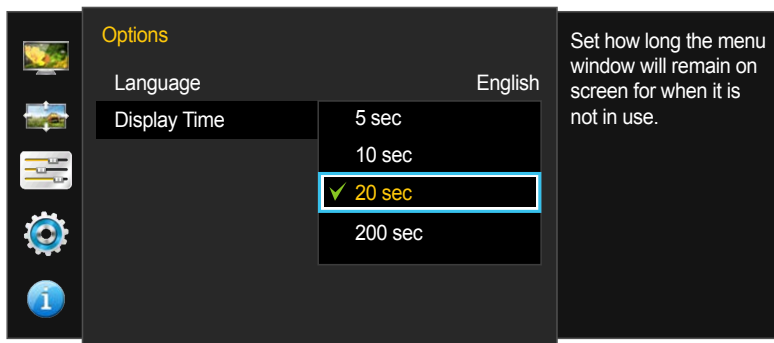 Options
Language English
Display Time
5 sec
10 sec
20 sec
200 sec
Set how long the menu
window will remain on
screen for when it is
not in use.